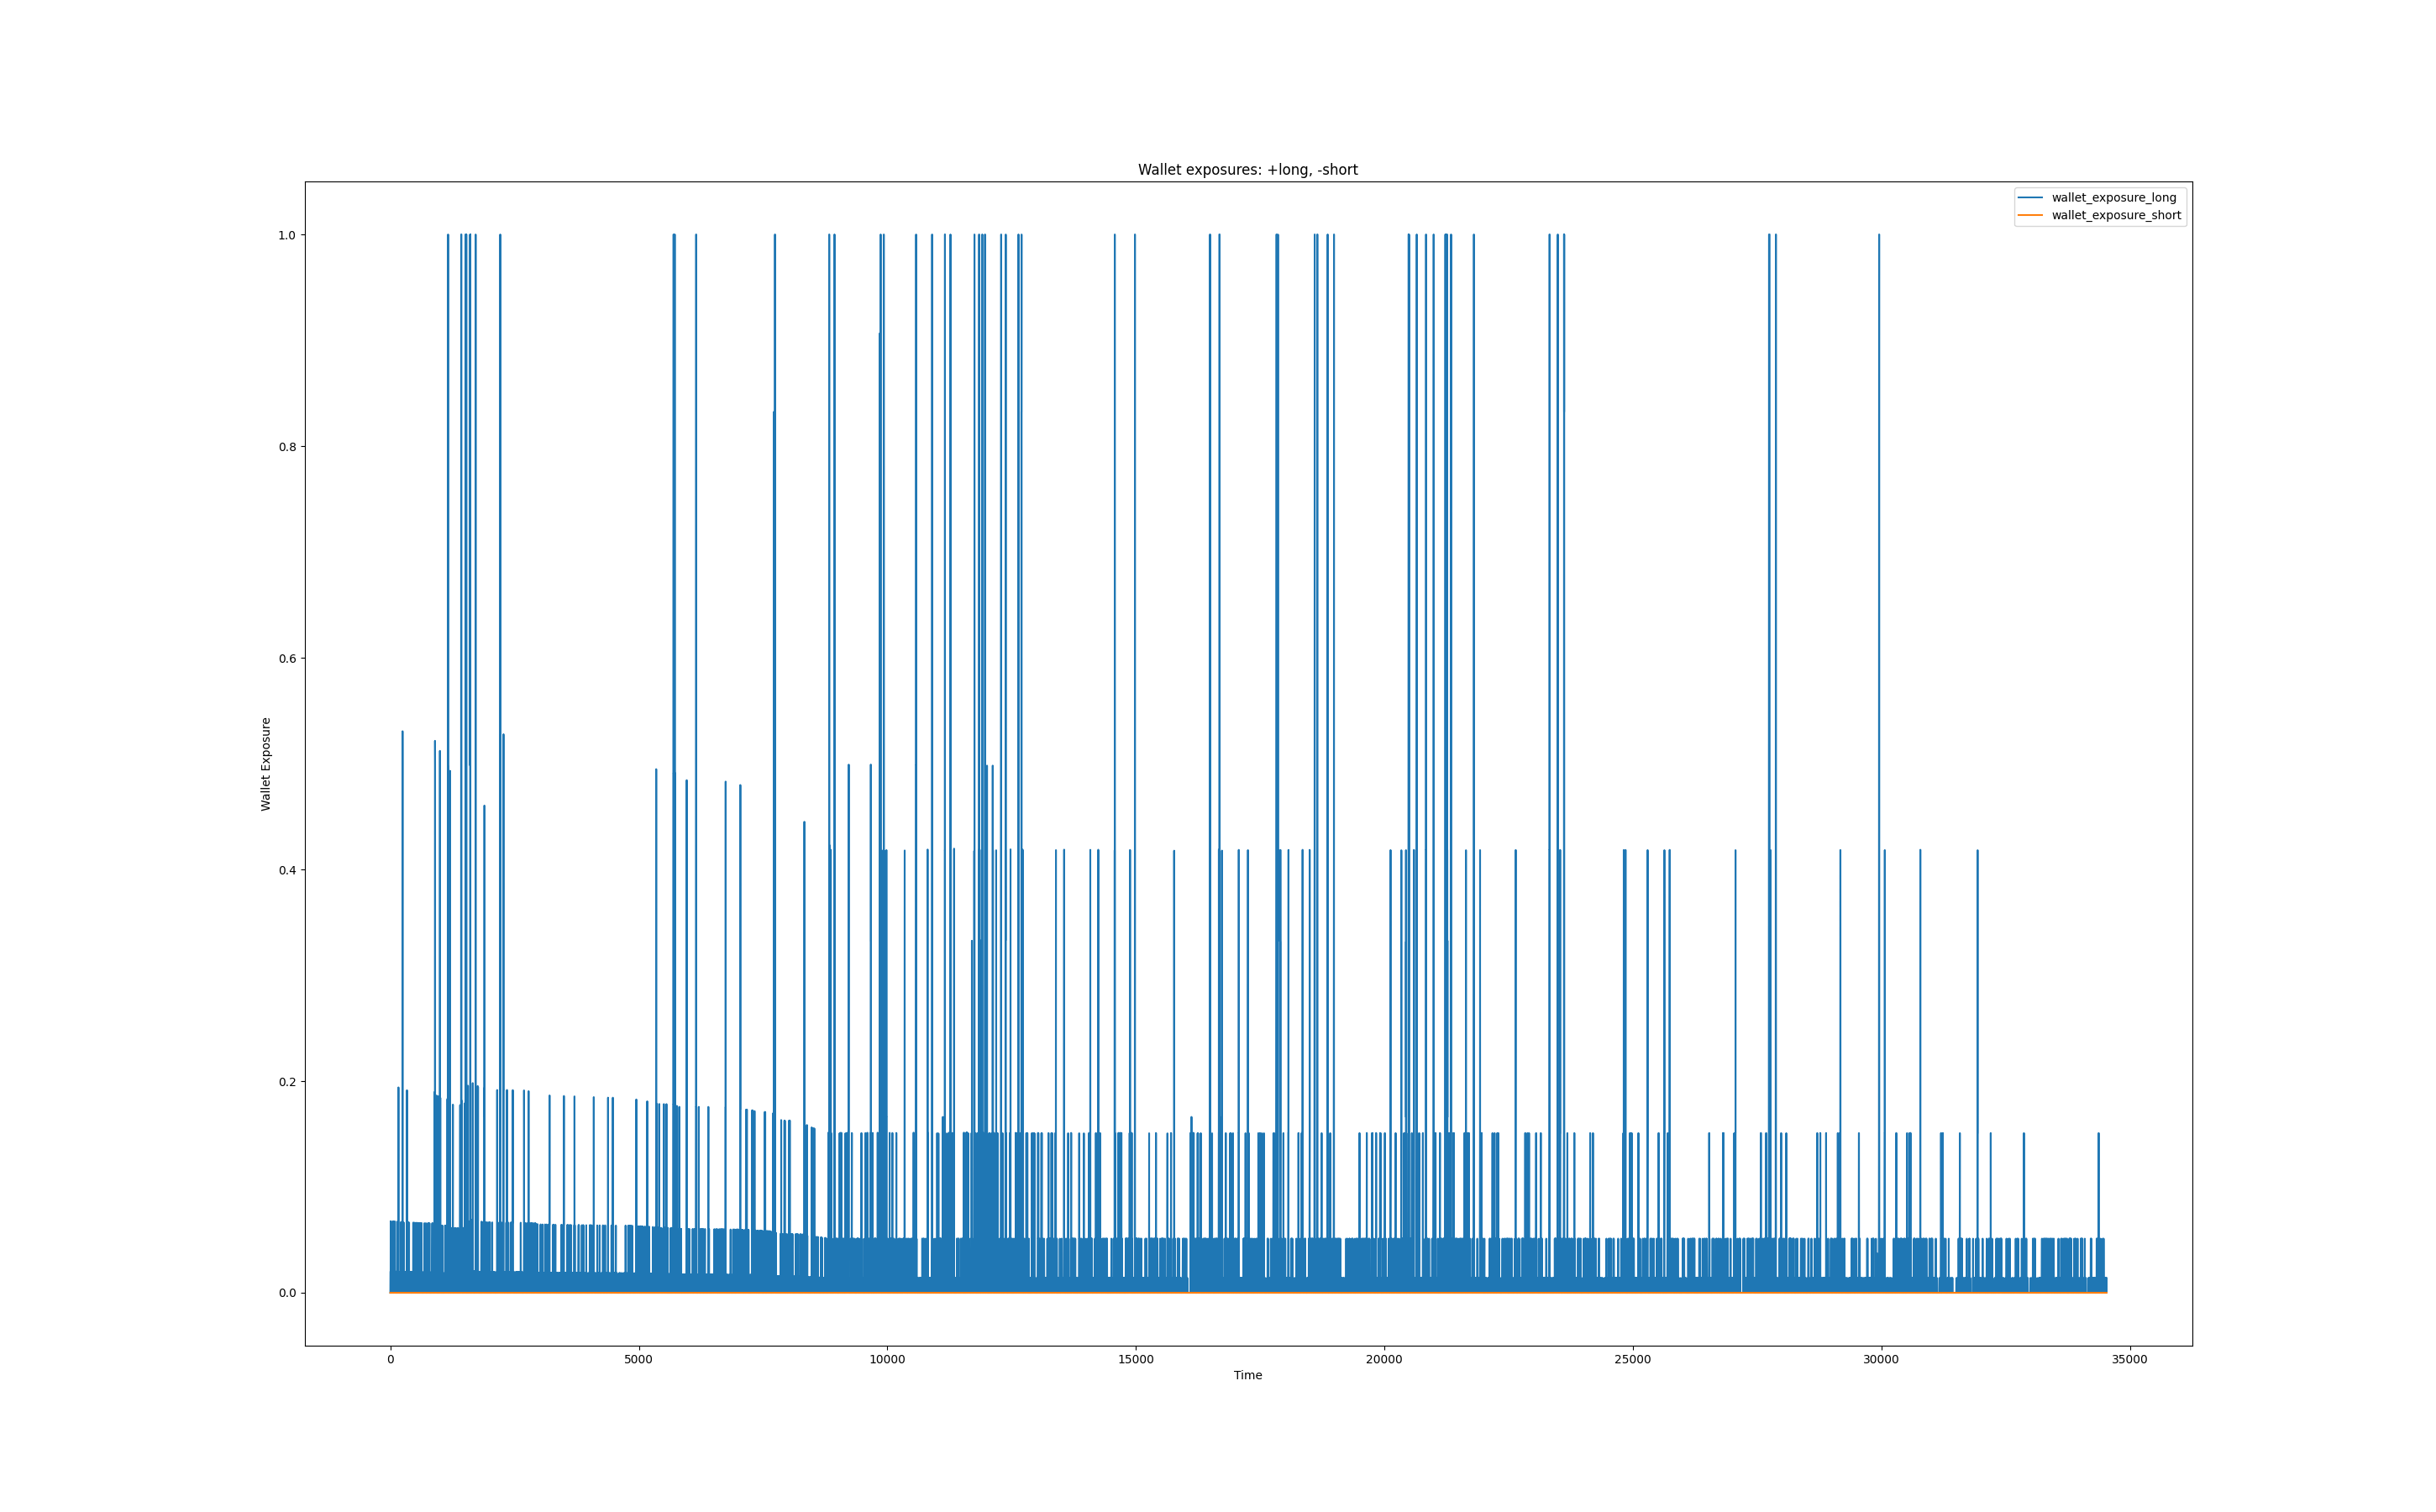 Wallet exposures: +long, -short
wallet_exposure_long
wallet_exposure_short
1.0
0.8
0.6
0.4
0.2
0.0
Wallet Exposure
0 5000 10000 15000 20000 25000 30000 35000
Time